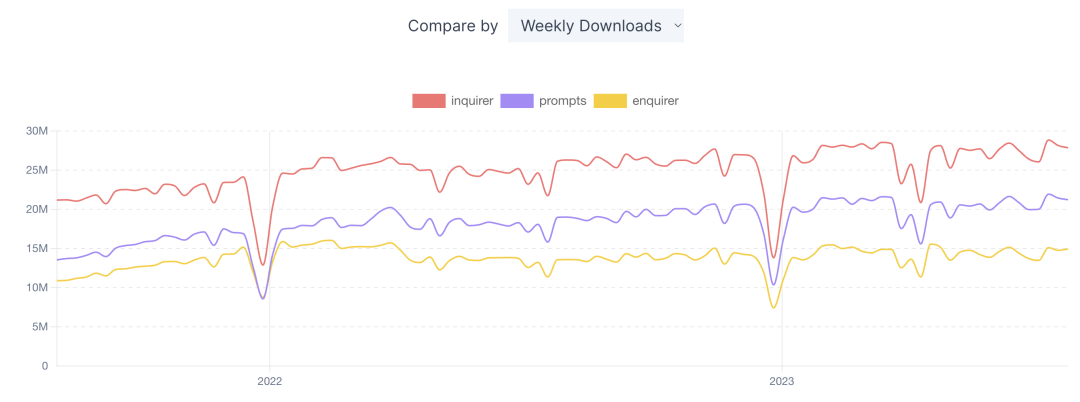 Compare by Weekly Downloads
inquirer prompts enquirer
30M
25M
20M
15M
10M
5M
0
2022 2023